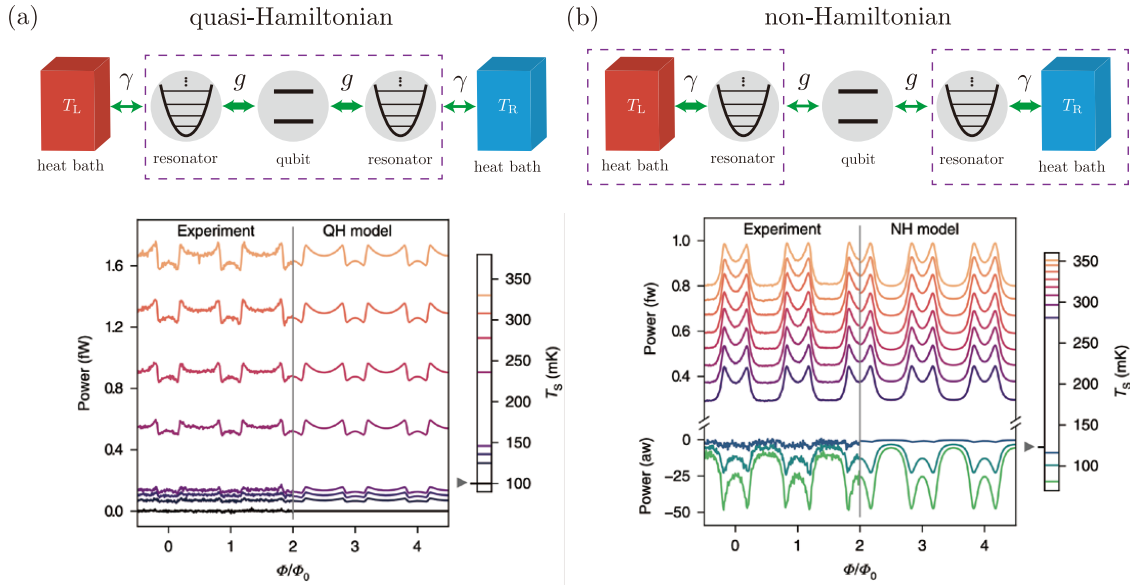 (a)
quasi-Hamiltonian
T_L
γ
g
g
γ
T_R
heat bath
resonator
qubit
resonator
heat bath
Experiment
QH model
Power (fW)
1.6
1.2
0.8
0.4
0.0
0
1
2
3
4
Φ/Φ₀
350
300
250
200
150
100
T_S (mK)
(b)
non-Hamiltonian
T_L
γ
g
g
γ
T_R
heat bath
resonator
qubit
resonator
heat bath
Experiment
NH model
Power (fw)
1.0
0.8
0.6
0.4
Power (aw)
0
−25
−50
0
1
2
3
4
Φ/Φ₀
350
300
250
200
150
100
T_S (mK)